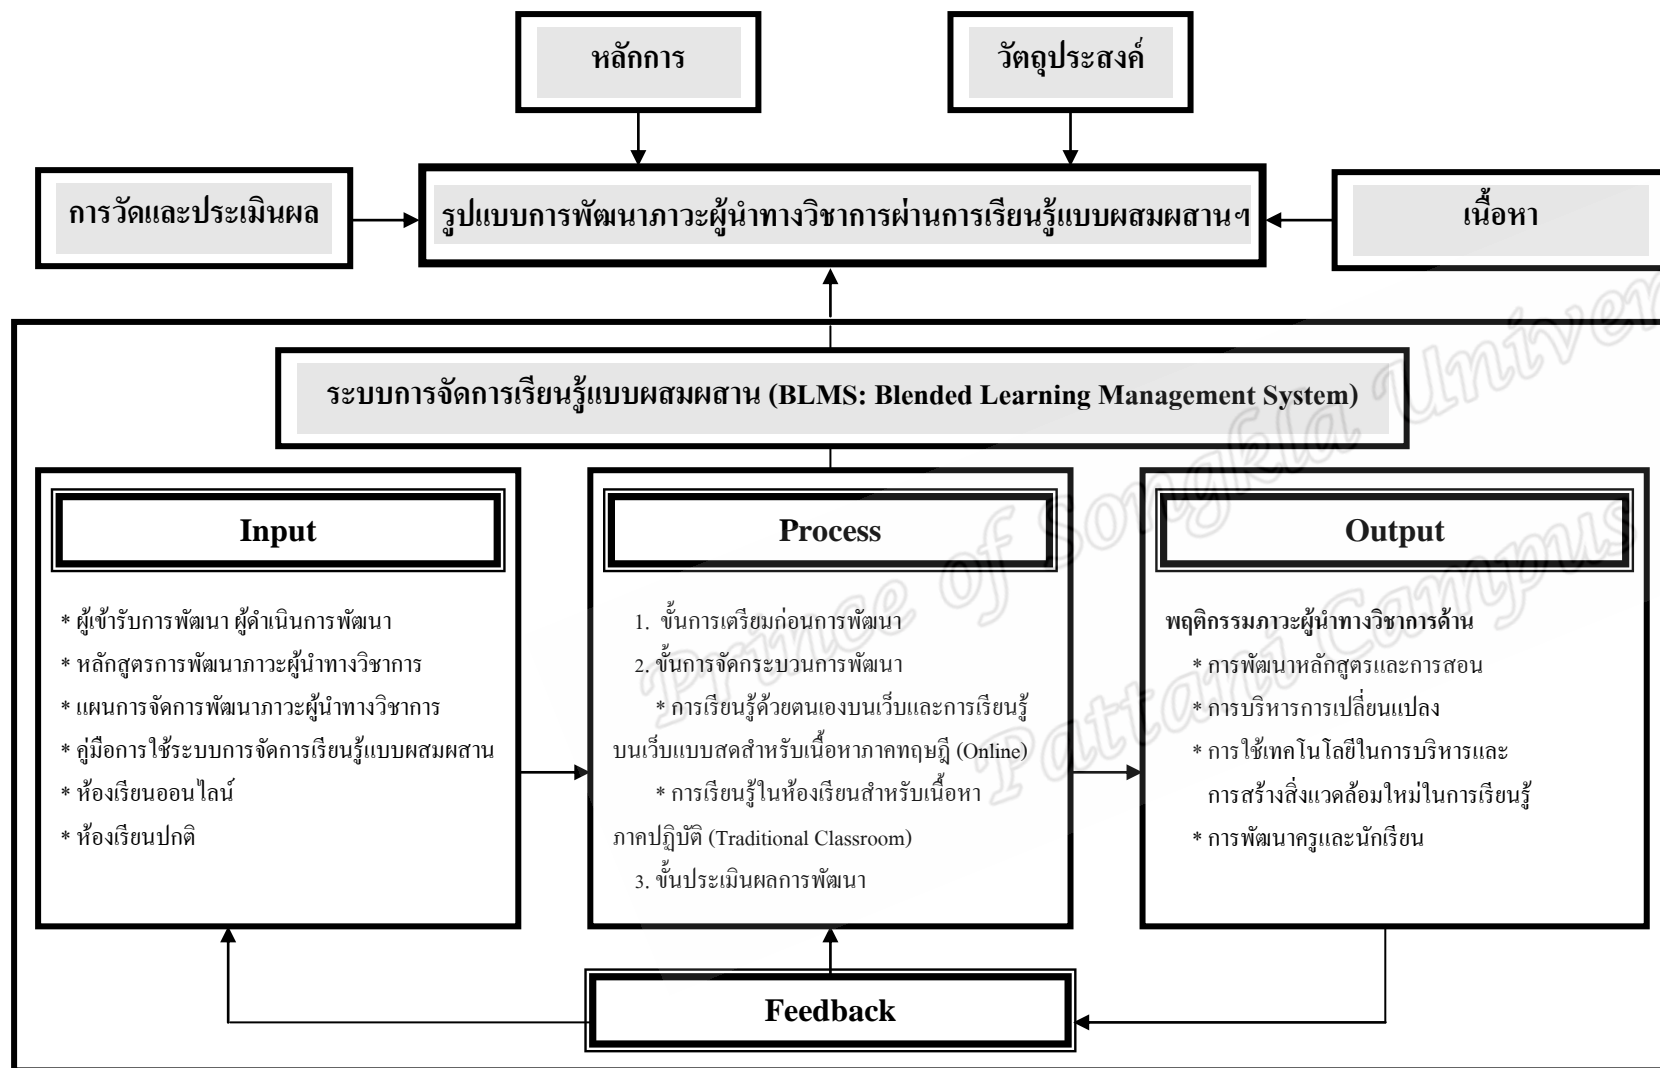 หลักการ
วัตถุประสงค์
การวัดและประเมินผล
รูปแบบการพัฒนาภาวะผู้นำทางวิชาการผ่านการเรียนรู้แบบผสมผสานฯ
เนื้อหา
ระบบการจัดการเรียนรู้แบบผสมผสาน (BLMS: Blended Learning Management System)
Input
* ผู้เข้ารับการพัฒนา ผู้ดำเนินการพัฒนา
* หลักสูตรการพัฒนาภาวะผู้นำทางวิชาการ
* แผนการจัดการพัฒนาภาวะผู้นำทางวิชาการ
* คู่มือการใช้ระบบการจัดการเรียนรู้แบบผสมผสาน
* ห้องเรียนออนไลน์
* ห้องเรียนปกติ
Process
1. ขั้นการเตรียมก่อนการพัฒนา
2. ขั้นการจัดกระบวนการพัฒนา
* การเรียนรู้ด้วยตนเองบนเว็บและการเรียนรู้
บนเว็บแบบสดสำหรับเนื้อหาภาคทฤษฎี (Online)
* การเรียนรู้ในห้องเรียนสำหรับเนื้อหา
ภาคปฏิบัติ (Traditional Classroom)
3. ขั้นประเมินผลการพัฒนา
Output
พฤติกรรมภาวะผู้นำทางวิชาการด้าน
* การพัฒนาหลักสูตรและการสอน
* การบริหารการเปลี่ยนแปลง
* การใช้เทคโนโลยีในการบริหารและ
การสร้างสิ่งแวดล้อมใหม่ในการเรียนรู้
* การพัฒนาครูและนักเรียน
Feedback
Prince of Songkla Univer
Pattani Campus